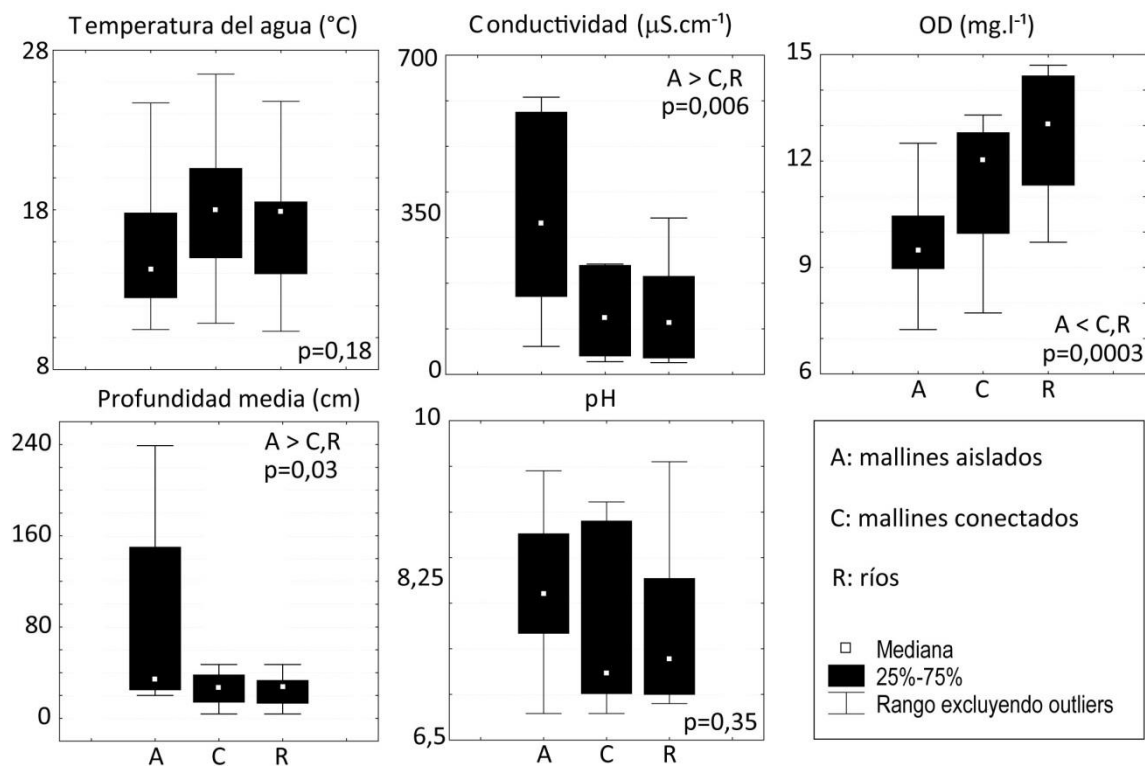 Temperatura del agua (°C)
28
18
8
p=0,18
Conductividad (µS.cm⁻¹)
700
350
0
A > C,R
p=0,006
OD (mg.l⁻¹)
15
12
9
6
A < C,R
p=0,0003
A C R
Profundidad media (cm)
240
160
80
0
A > C,R
p=0,03
A C R
pH
10
8,25
6,5
p=0,35
A C R
A: mallines aislados
C: mallines conectados
R: ríos
Mediana
25%-75%
Rango excluyendo outliers